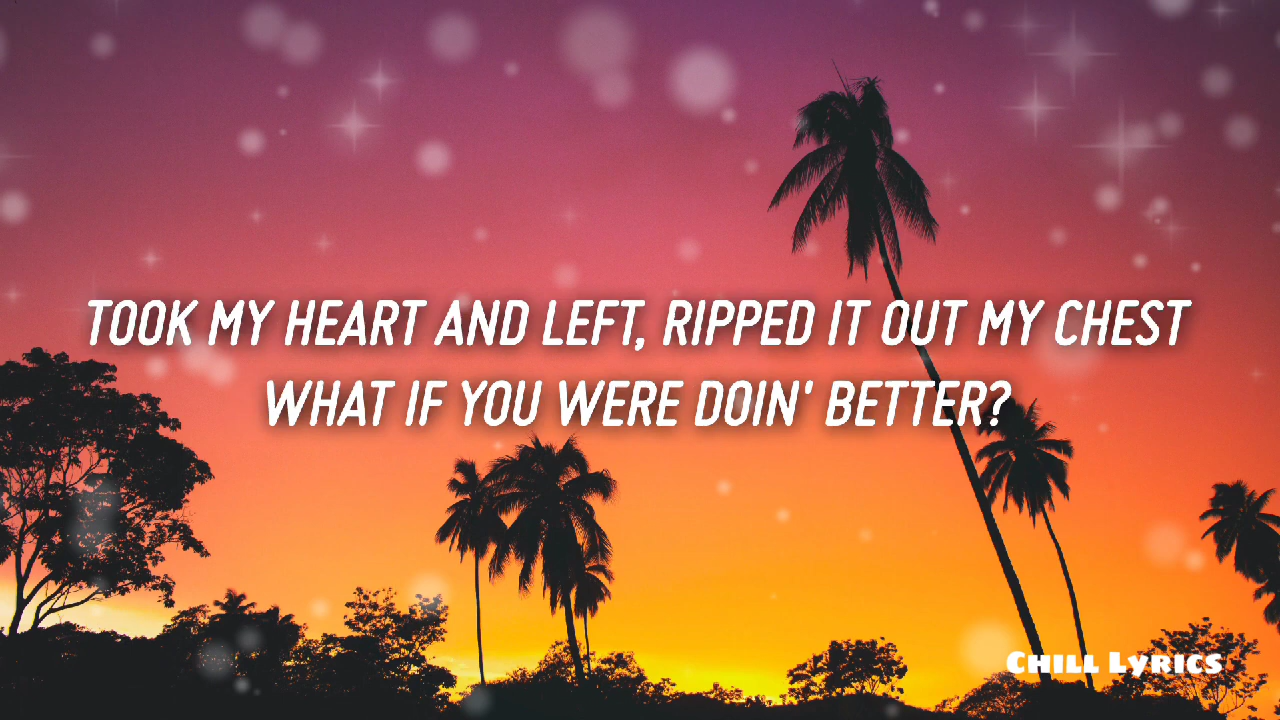 TOOK MY HEART AND LEFT, RIPPED IT OUT MY CHEST
WHAT IF YOU WERE DOIN' BETTER?
CHILL LYRICS